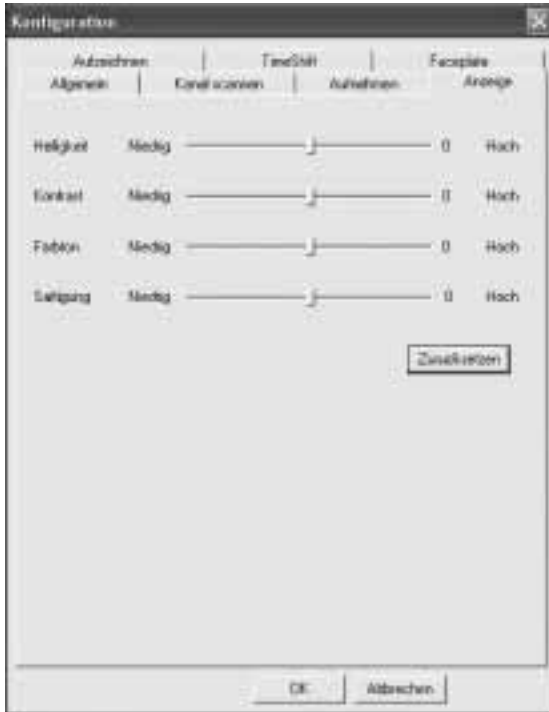 Konfiguration
Aufzeichnen TimeShift Faceplate
Allgemein Kanal scannen Aufnehmen Anzeige
Helligkeit Niedrig 0 Hoch
Kontrast Niedrig 0 Hoch
Farbton Niedrig 0 Hoch
Sättigung Niedrig 0 Hoch
Zurücksetzen
OK Abbrechen